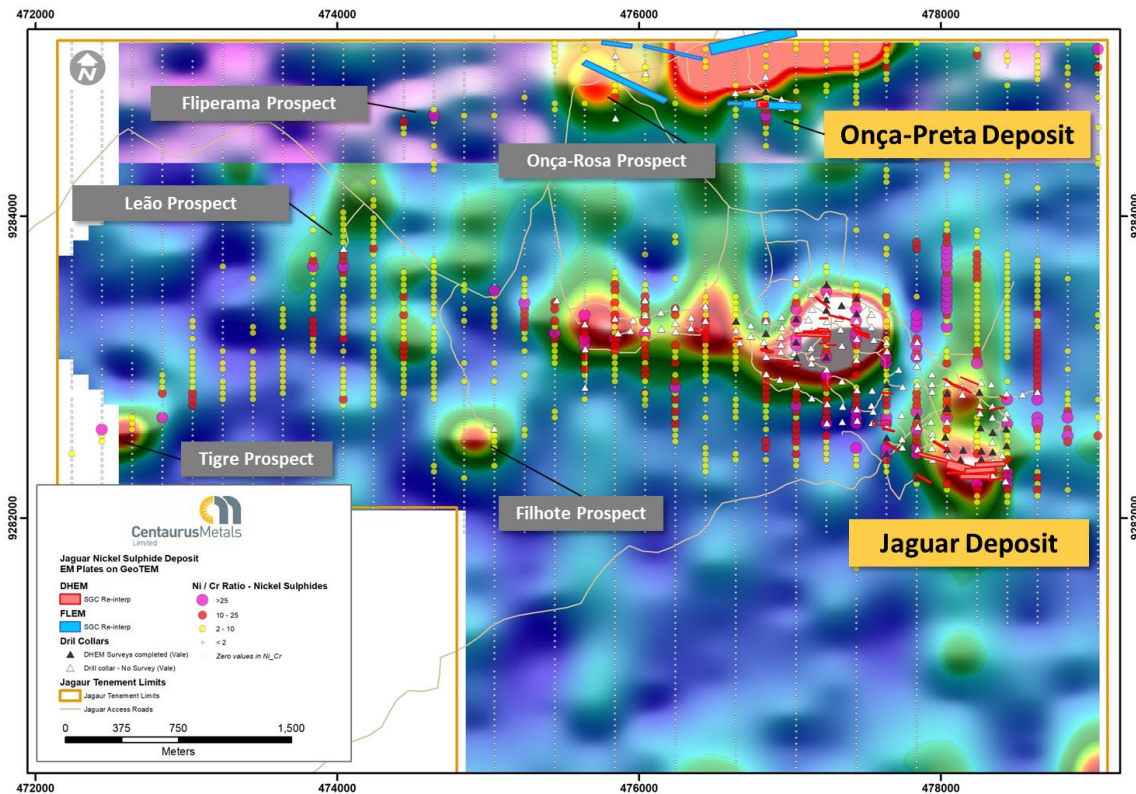 472000
474000
476000
478000
N
Fliperama Prospect
Onça-Preta Deposit
Onça-Rosa Prospect
Leão Prospect
9284000
9284000
Tigre Prospect
Filhote Prospect
9282000
9282000
Jaguar Deposit
CentaurusMetals
Limited
Jaguar Nickel Sulphide Deposit
EM Plates on GeoTEM
DHEM
SGC Re-interp
FLEM
SGC Re-interp
Dril Collars
DHEM Surveys completed (Vale)
Drill collar - No Survey (Vale)
Jagaur Tenement Limits
Jagaur Tenement Limits
Jaguar Access Roads
Ni / Cr Ratio - Nickel Sulphides
>25
10 - 25
2 - 10
< 2
Zero values in Ni_Cr
0 375 750 1,500
Meters
472000
474000
476000
478000